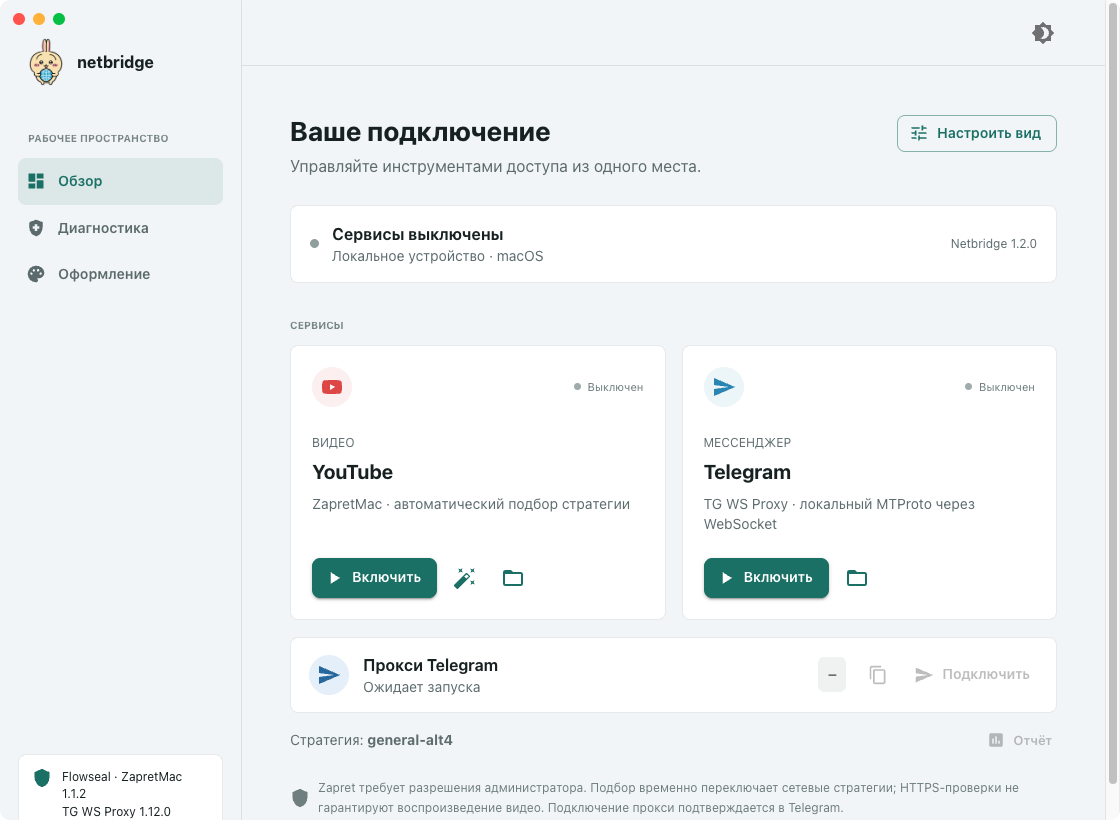 netbridge
РАБОЧЕЕ ПРОСТРАНСТВО
Обзор
Диагностика
Оформление
Flowseal · ZapretMac
1.1.2
TG WS Proxy 1.12.0
Ваше подключение
Управляйте инструментами доступа из одного места.
Настроить вид
Сервисы выключены
Локальное устройство · macOS
Netbridge 1.2.0
СЕРВИСЫ
Выключен
ВИДЕО
YouTube
ZapretMac · автоматический подбор стратегии
Включить
Выключен
МЕССЕНДЖЕР
Telegram
TG WS Proxy · локальный MTProto через
WebSocket
Включить
Прокси Telegram
Ожидает запуска
–
Подключить
Стратегия: general-alt4
Отчёт
Zapret требует разрешения администратора. Подбор временно переключает сетевые стратегии; HTTPS-проверки не
гарантируют воспроизведение видео. Подключение прокси подтверждается в Telegram.